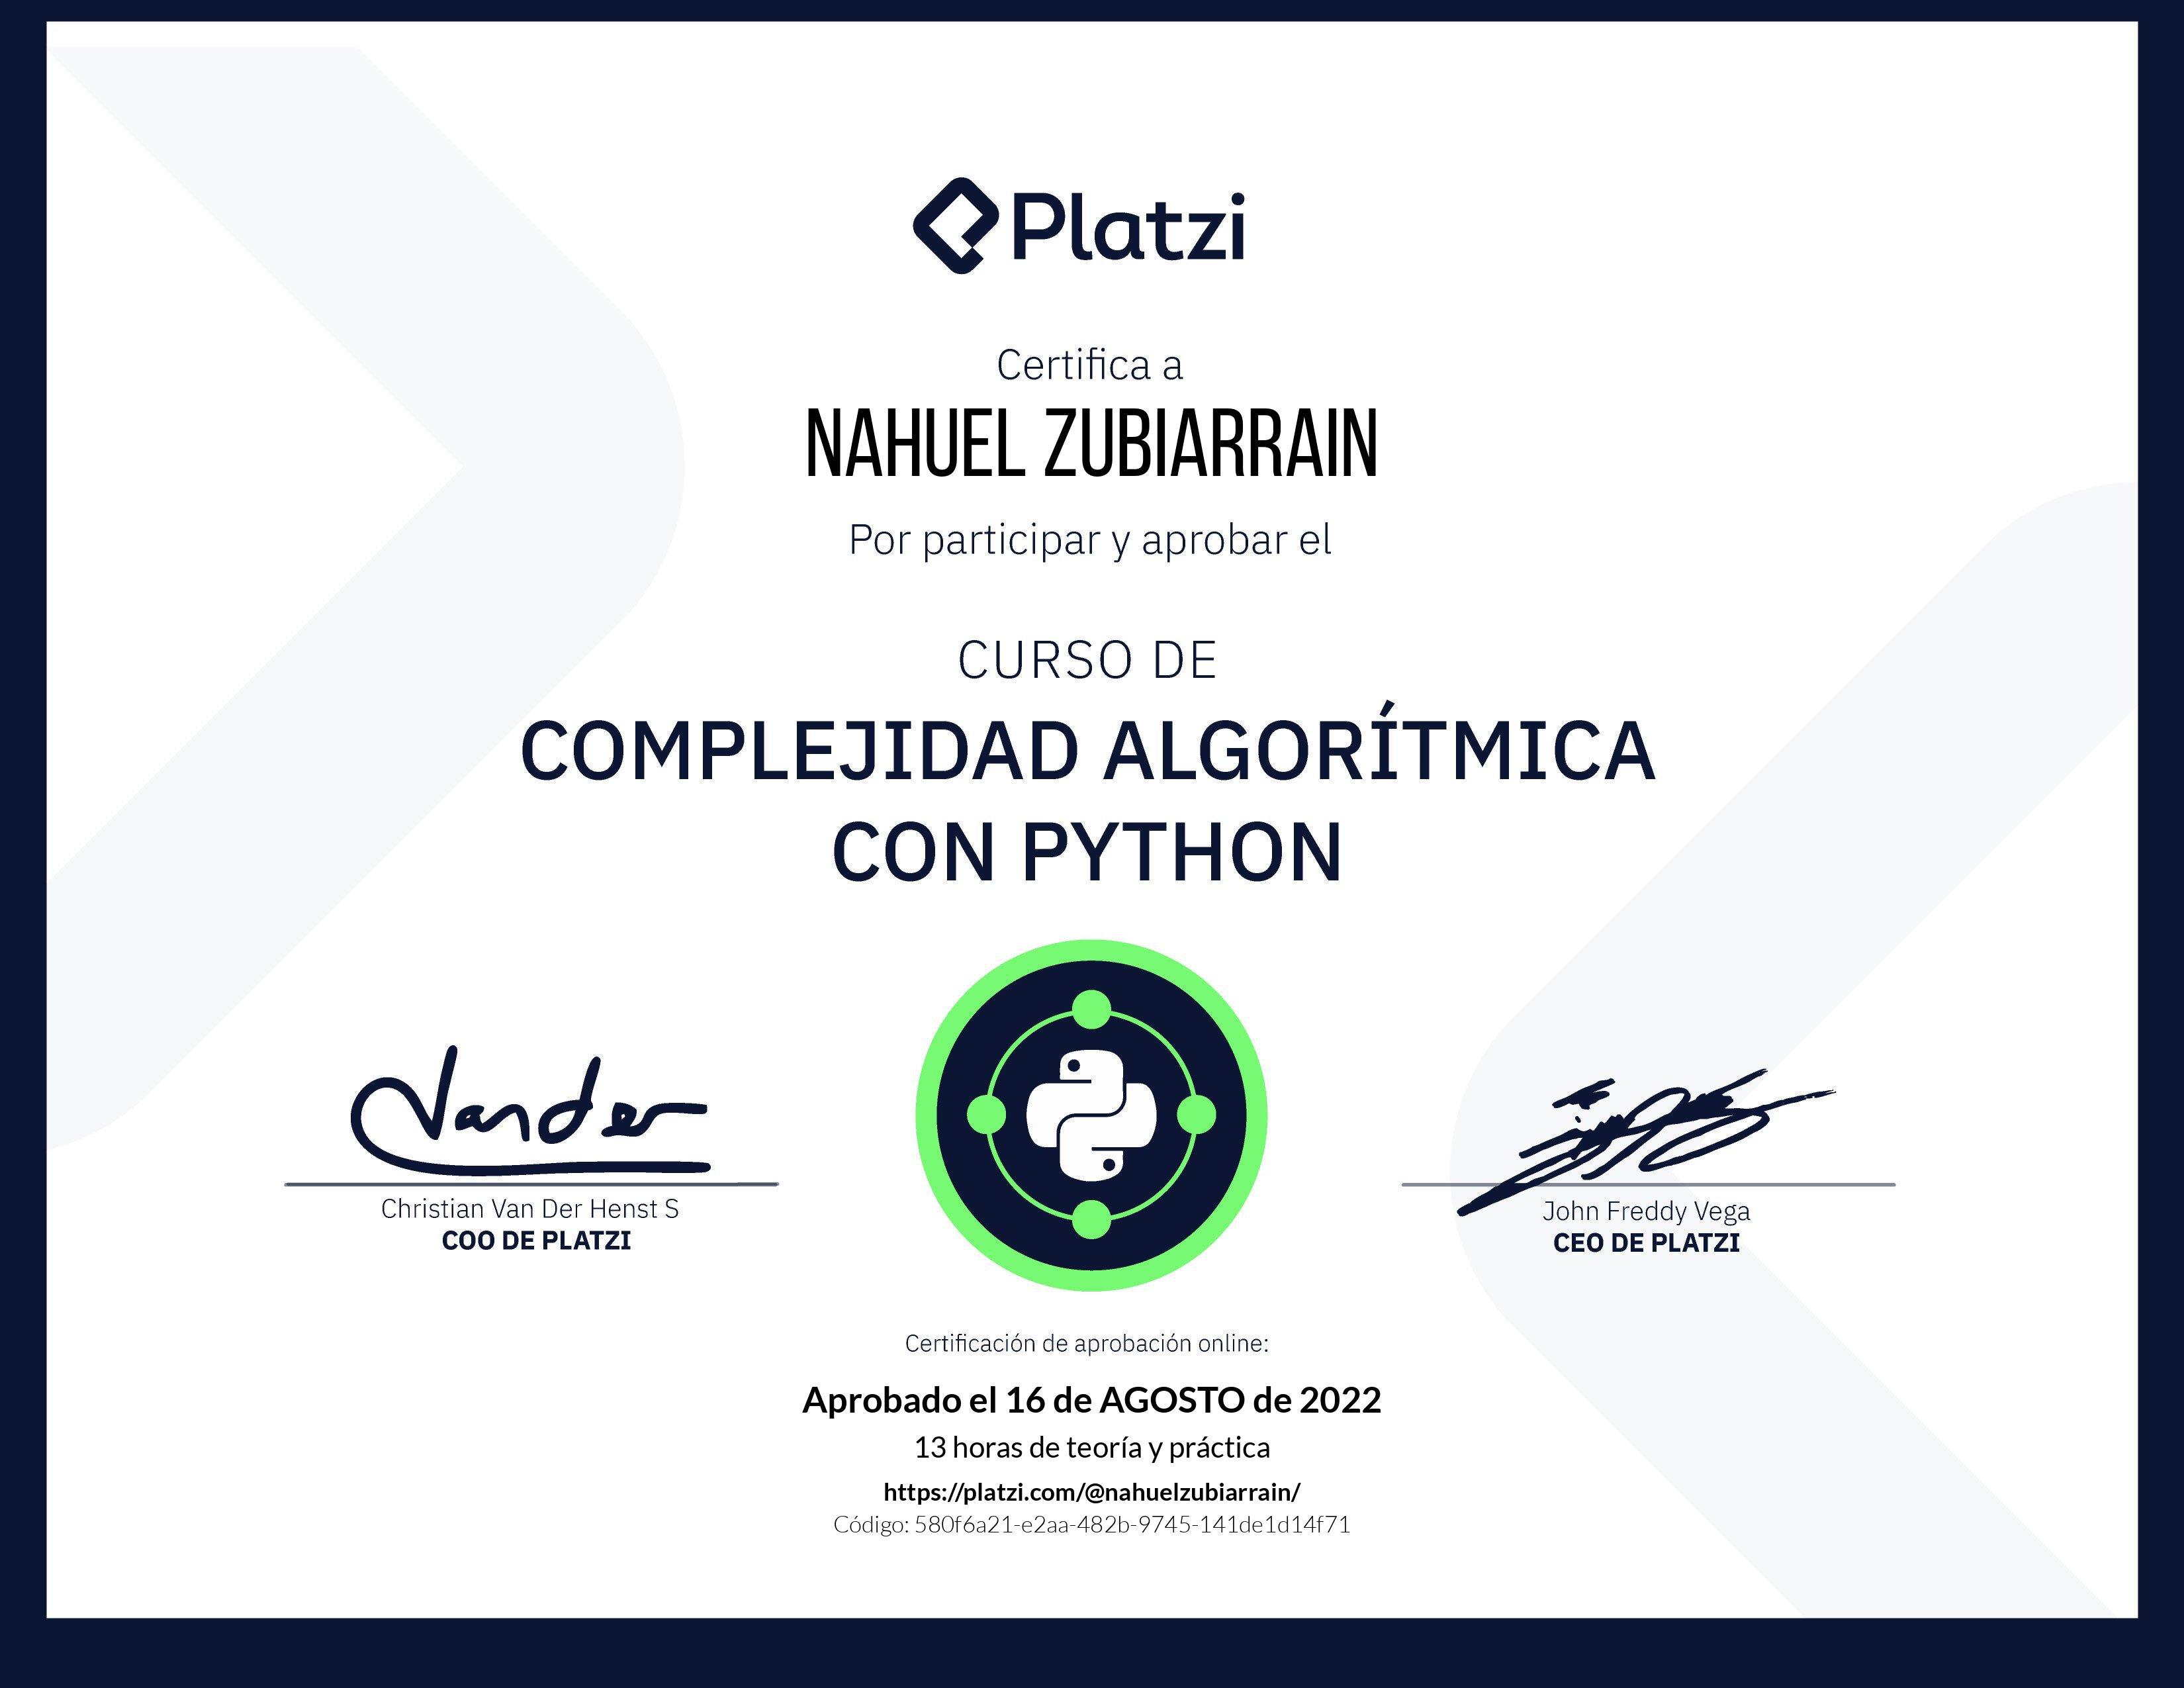 Platzi
Certifica a
NAHUEL ZUBIARRAIN
Por participar y aprobar el
CURSO DE
COMPLEJIDAD ALGORÍTMICA
CON PYTHON
Vander
Christian Van Der Henst S
COO DE PLATZI
John Freddy Vega
CEO DE PLATZI
Certificación de aprobación online:
Aprobado el 16 de AGOSTO de 2022
13 horas de teoría y práctica
https://platzi.com/@nahuelzubiarrain/
Código: 580f6a21-e2aa-482b-9745-141de1d14f71